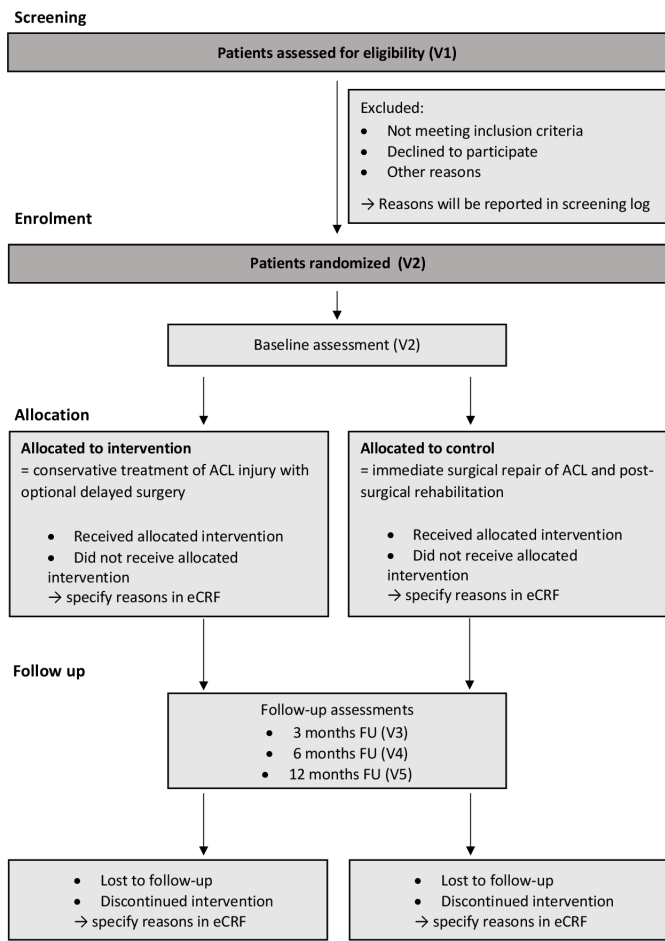 Screening
Patients assessed for eligibility (V1)
Excluded:
• Not meeting inclusion criteria
• Declined to participate
• Other reasons
→ Reasons will be reported in screening log
Enrolment
Patients randomized (V2)
Baseline assessment (V2)
Allocation
Allocated to intervention
= conservative treatment of ACL injury with
optional delayed surgery
• Received allocated intervention
• Did not receive allocated
intervention
→ specify reasons in eCRF
Allocated to control
= immediate surgical repair of ACL and post-
surgical rehabilitation
• Received allocated intervention
• Did not receive allocated
intervention
→ specify reasons in eCRF
Follow up
Follow-up assessments
• 3 months FU (V3)
• 6 months FU (V4)
• 12 months FU (V5)
• Lost to follow-up
• Discontinued intervention
→ specify reasons in eCRF
• Lost to follow-up
• Discontinued intervention
→ specify reasons in eCRF